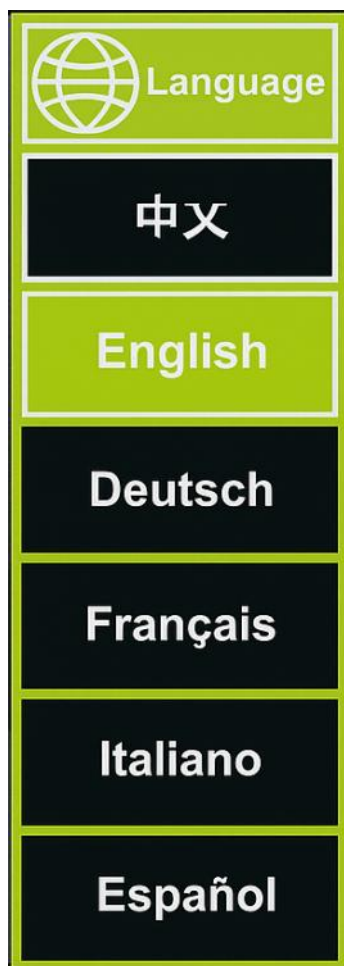 Language
中文
English
Deutsch
Français
Italiano
Español